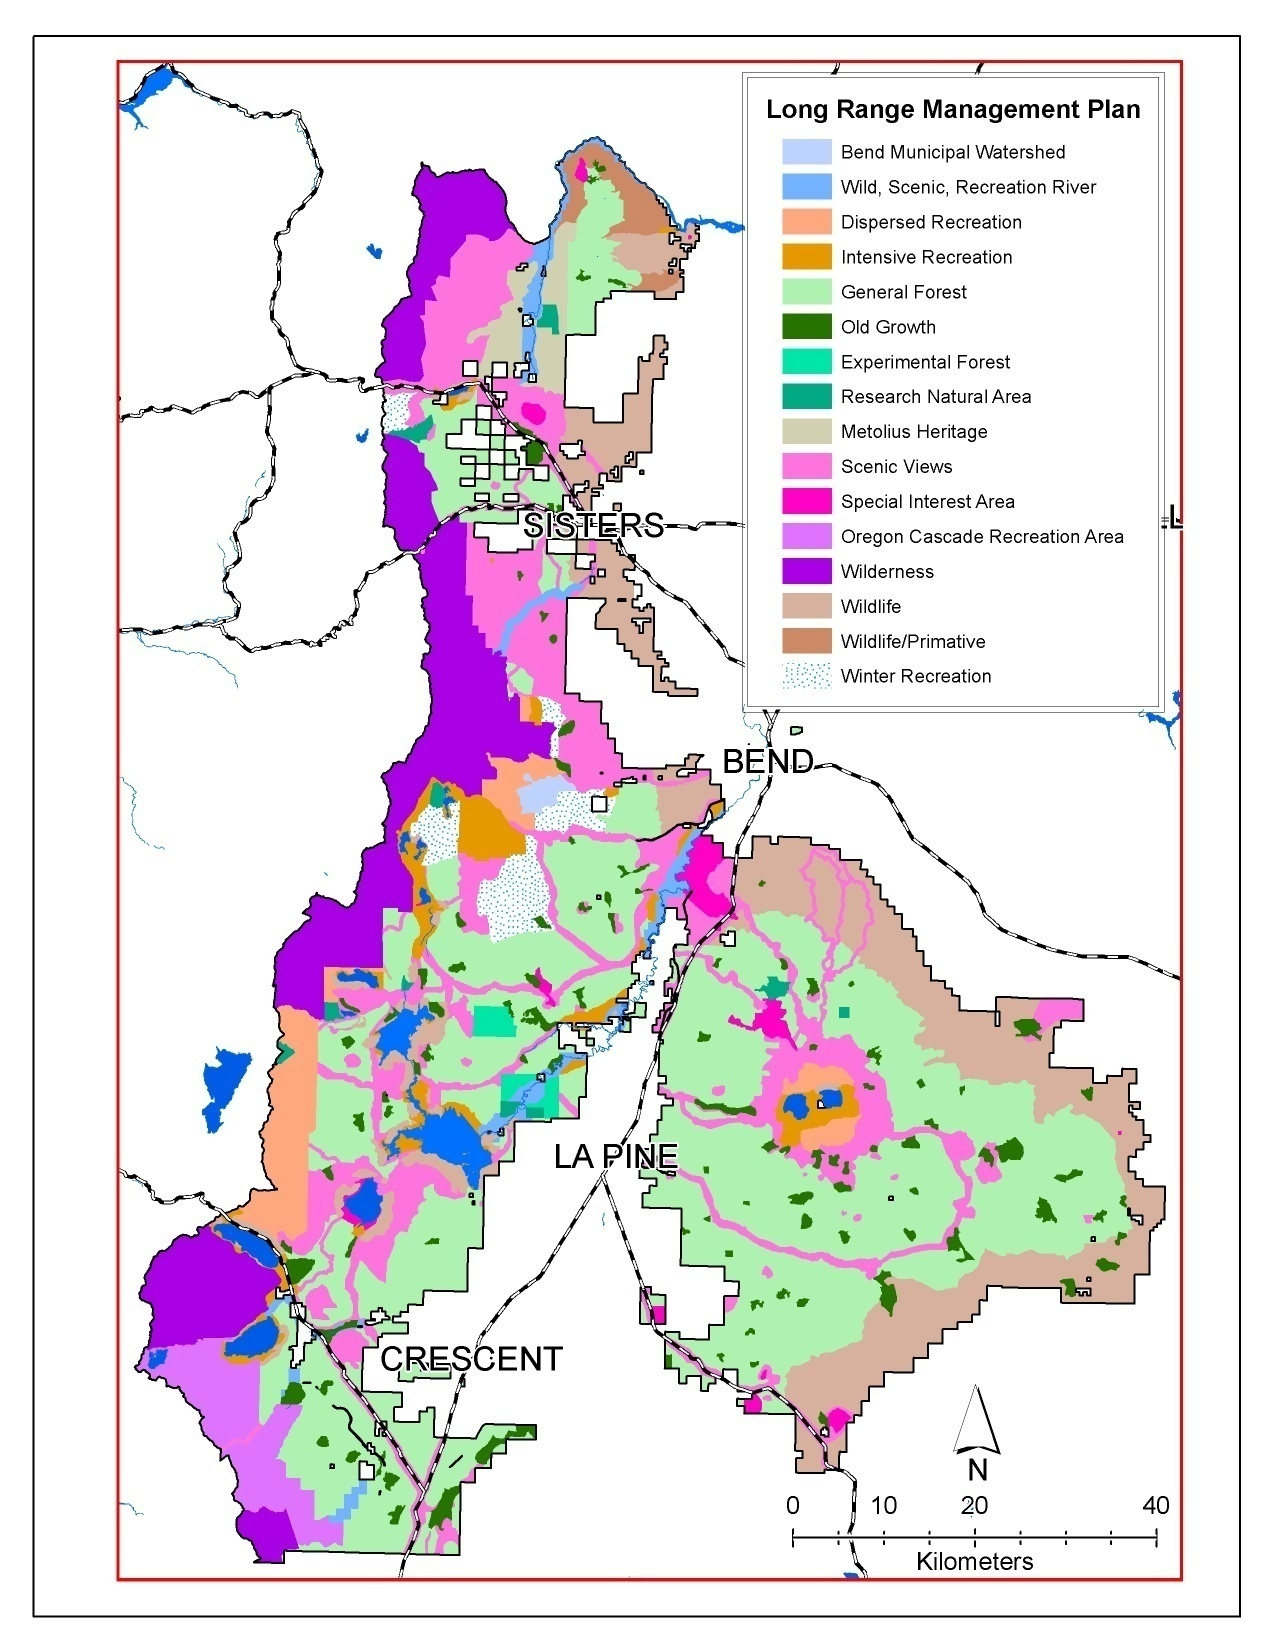 Long Range Management Plan
Bend Municipal Watershed
Wild, Scenic, Recreation River
Dispersed Recreation
Intensive Recreation
General Forest
Old Growth
Experimental Forest
Research Natural Area
Metolius Heritage
Scenic Views
Special Interest Area
Oregon Cascade Recreation Area
Wilderness
Wildlife
Wildlife/Primative
Winter Recreation
SISTERS
BEND
LA PINE
CRESCENT
N
0 10 20 40
Kilometers